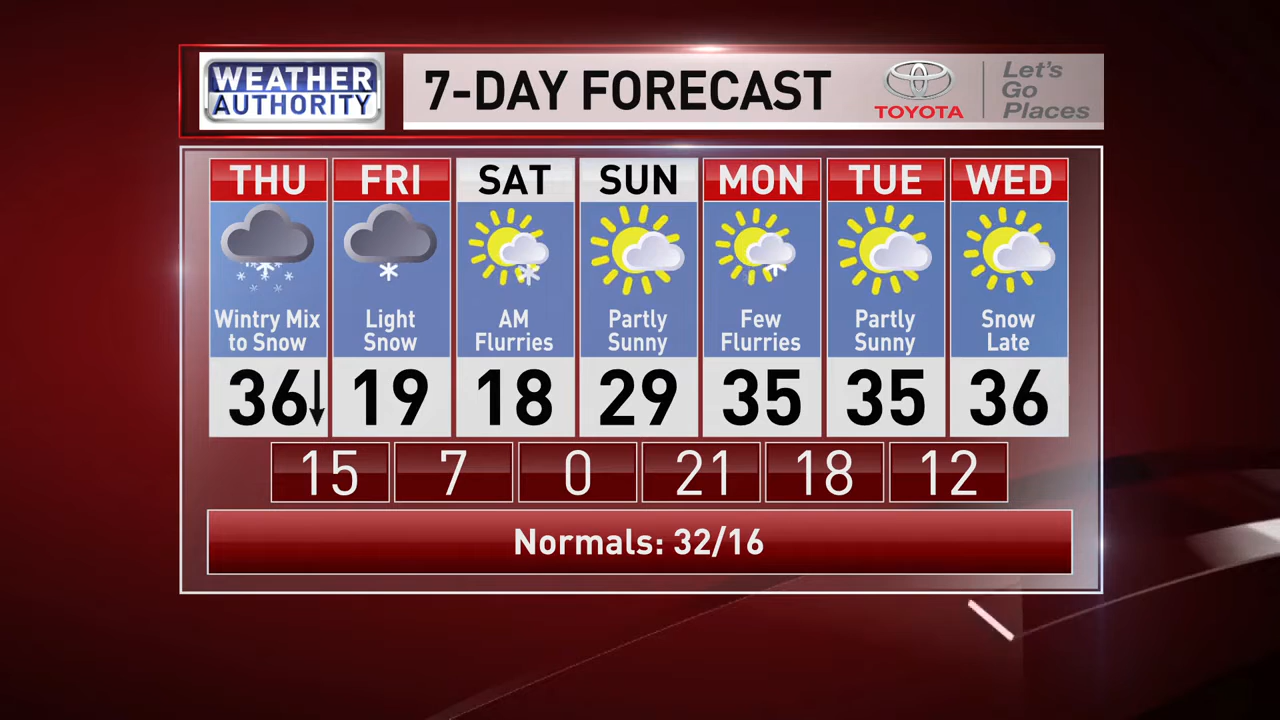 WEATHER
AUTHORITY
7-DAY FORECAST
TOYOTA
Let's
Go
Places
THU FRI SAT SUN MON TUE WED
Wintry Mix
to Snow
Light
Snow
AM
Flurries
Partly
Sunny
Few
Flurries
Partly
Sunny
Snow
Late
36↓ 19 18 29 35 35 36
15 7 0 21 18 12
Normals: 32/16